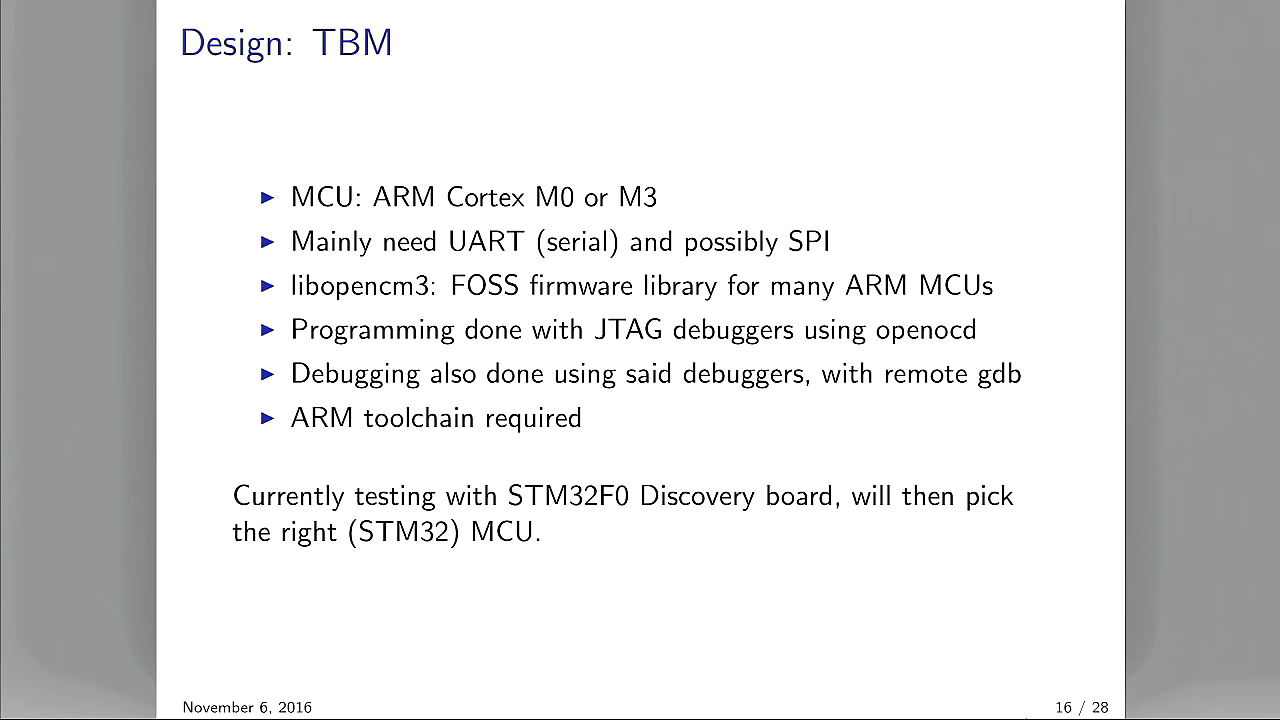 Design: TBM
MCU: ARM Cortex M0 or M3
Mainly need UART (serial) and possibly SPI
libopencm3: FOSS firmware library for many ARM MCUs
Programming done with JTAG debuggers using openocd
Debugging also done using said debuggers, with remote gdb
ARM toolchain required
Currently testing with STM32F0 Discovery board, will then pick
the right (STM32) MCU.
November 6, 2016
16 / 28